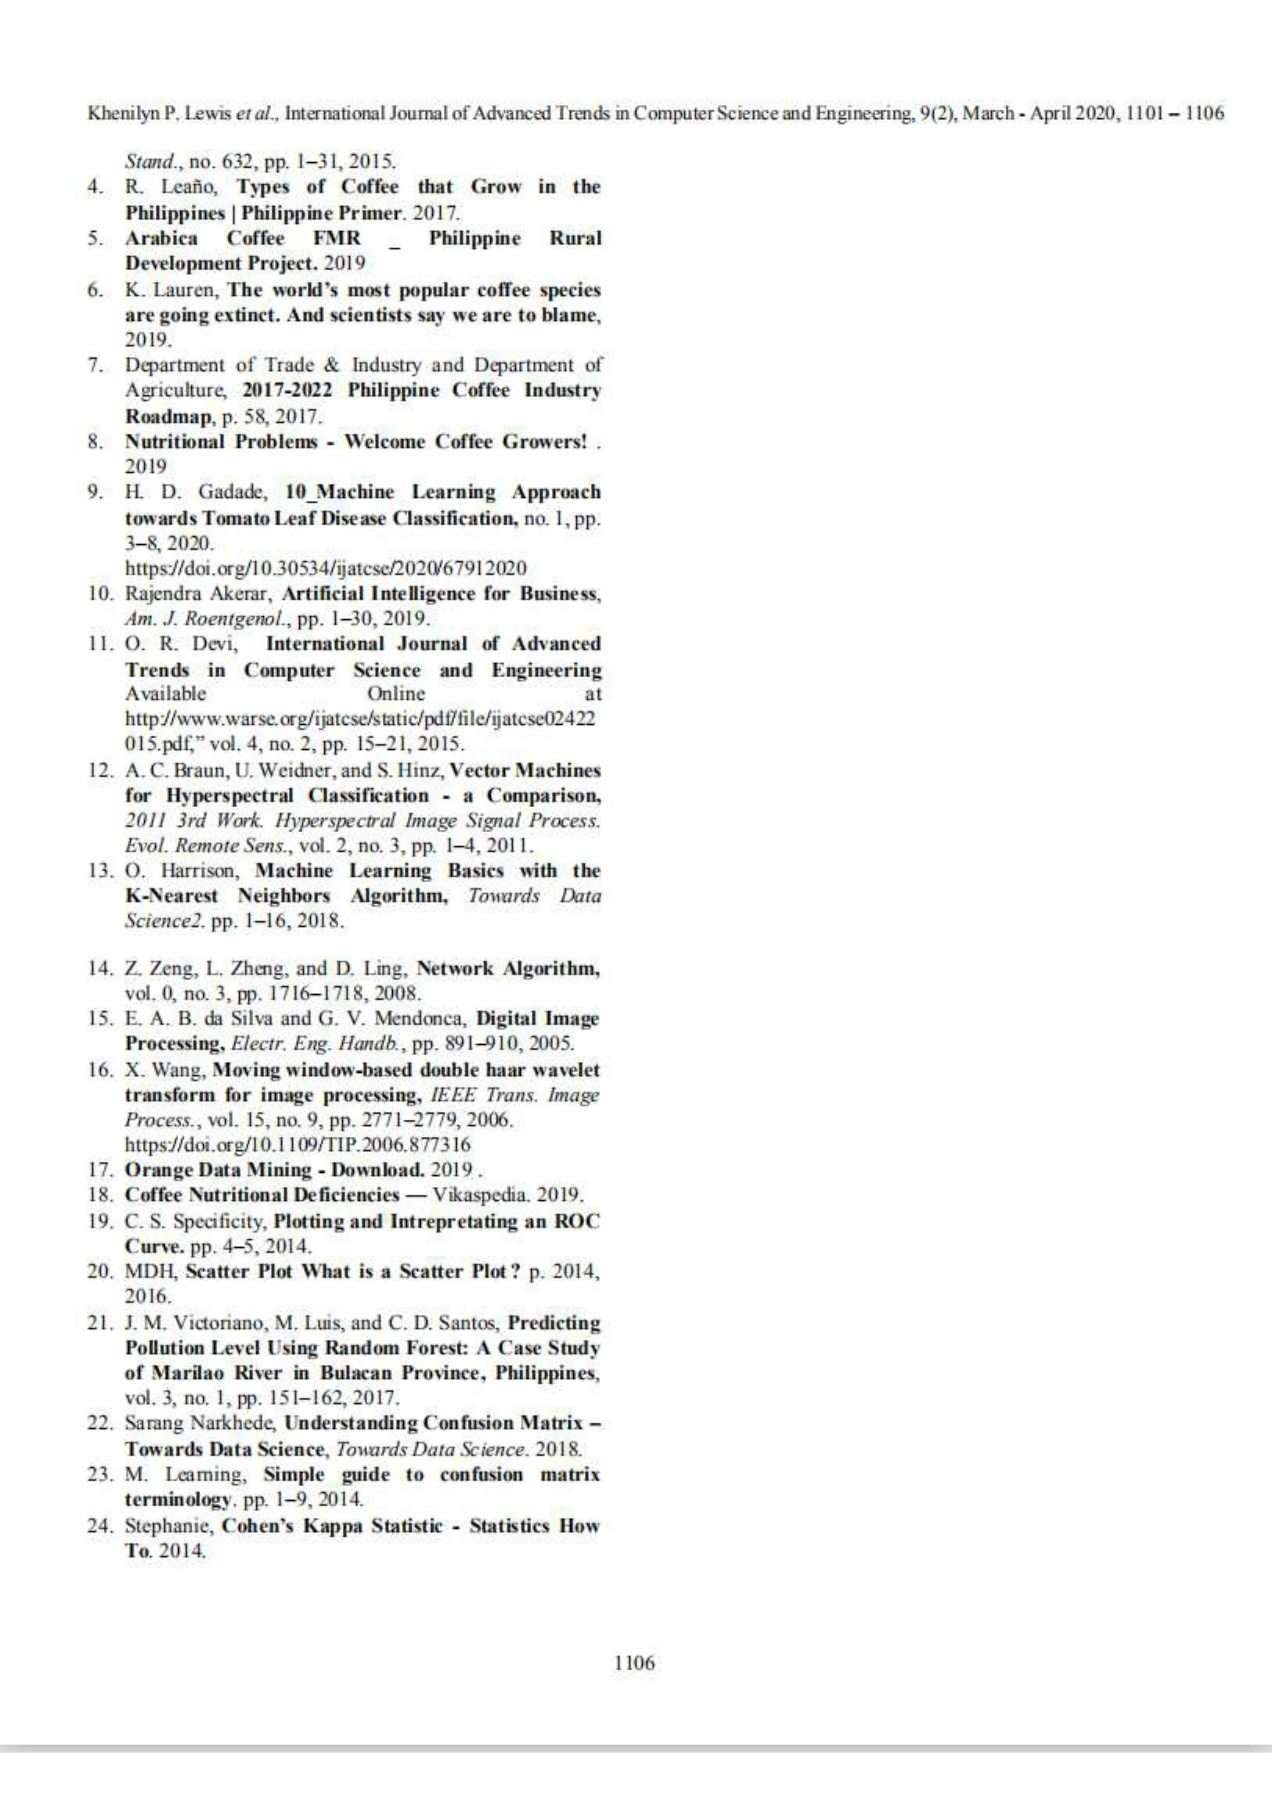 Khenilyn P. Lewis et al., International Journal of Advanced Trends in Computer Science and Engineering, 9(2), March - April 2020, 1101 – 1106
Stand., no. 632, pp. 1–31, 2015.
4. R. Leaño, Types of Coffee that Grow in the
Philippines | Philippine Primer. 2017.
5. Arabica Coffee FMR _ Philippine Rural
Development Project. 2019
6. K. Lauren, The world's most popular coffee species
are going extinct. And scientists say we are to blame,
2019.
7. Department of Trade & Industry and Department of
Agriculture, 2017-2022 Philippine Coffee Industry
Roadmap, p. 58, 2017.
8. Nutritional Problems - Welcome Coffee Growers! .
2019
9. H. D. Gadade, 10_Machine Learning Approach
towards Tomato Leaf Disease Classification, no. 1, pp.
3–8, 2020.
https://doi.org/10.30534/ijatcse/2020/67912020
10. Rajendra Akerar, Artificial Intelligence for Business,
Am. J. Roentgenol., pp. 1–30, 2019.
11. O. R. Devi, International Journal of Advanced
Trends in Computer Science and Engineering
Available Online at
http://www.warse.org/ijatcse/static/pdf/file/ijatcse02422
015.pdf," vol. 4, no. 2, pp. 15–21, 2015.
12. A. C. Braun, U. Weidner, and S. Hinz, Vector Machines
for Hyperspectral Classification - a Comparison,
2011 3rd Work. Hyperspectral Image Signal Process.
Evol. Remote Sens., vol. 2, no. 3, pp. 1–4, 2011.
13. O. Harrison, Machine Learning Basics with the
K-Nearest Neighbors Algorithm, Towards Data
Science2. pp. 1–16, 2018.
14. Z. Zeng, L. Zheng, and D. Ling, Network Algorithm,
vol. 0, no. 3, pp. 1716–1718, 2008.
15. E. A. B. da Silva and G. V. Mendonca, Digital Image
Processing, Electr. Eng. Handb., pp. 891–910, 2005.
16. X. Wang, Moving window-based double haar wavelet
transform for image processing, IEEE Trans. Image
Process., vol. 15, no. 9, pp. 2771–2779, 2006.
https://doi.org/10.1109/TIP.2006.877316
17. Orange Data Mining - Download. 2019 .
18. Coffee Nutritional Deficiencies — Vikaspedia. 2019.
19. C. S. Specificity, Plotting and Intrepretating an ROC
Curve. pp. 4–5, 2014.
20. MDH, Scatter Plot What is a Scatter Plot ? p. 2014,
2016.
21. J. M. Victoriano, M. Luis, and C. D. Santos, Predicting
Pollution Level Using Random Forest: A Case Study
of Marilao River in Bulacan Province, Philippines,
vol. 3, no. 1, pp. 151–162, 2017.
22. Sarang Narkhede, Understanding Confusion Matrix –
Towards Data Science, Towards Data Science. 2018.
23. M. Learning, Simple guide to confusion matrix
terminology. pp. 1–9, 2014.
24. Stephanie, Cohen's Kappa Statistic - Statistics How
To. 2014.
1106